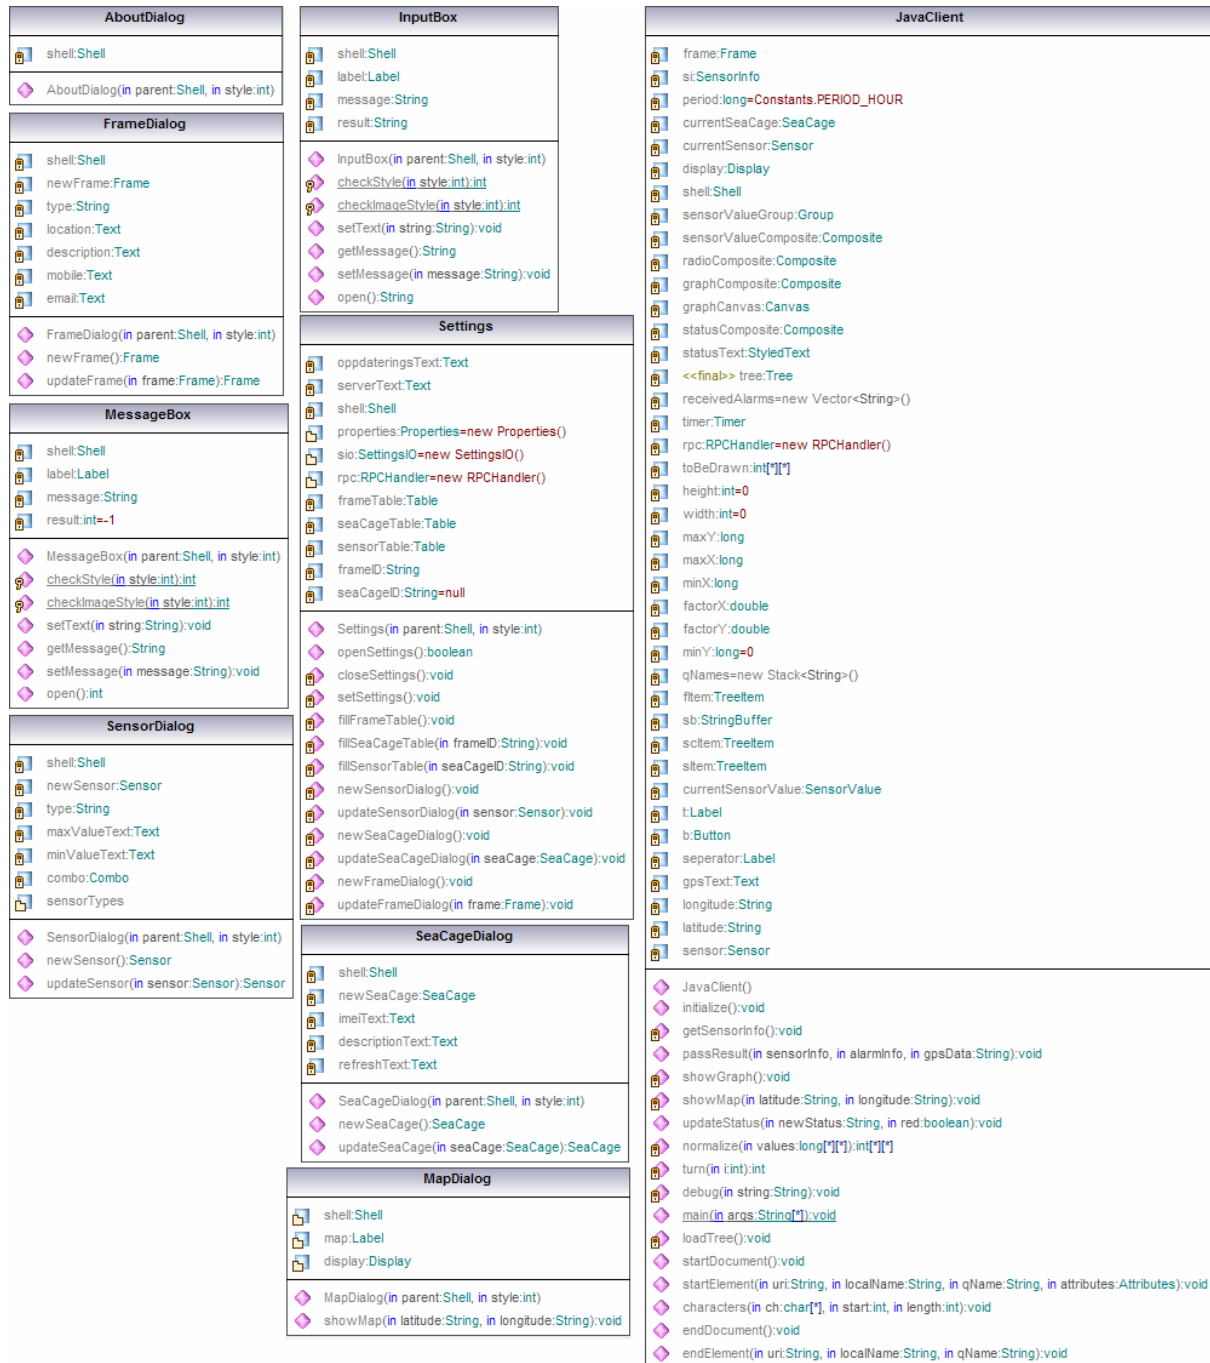 AboutDialog
shell:Shell
AboutDialog(in parent:Shell, in style:int)
FrameDialog
shell:Shell
newFrame:Frame
type:String
location:Text
description:Text
mobile:Text
email:Text
FrameDialog(in parent:Shell, in style:int)
newFrame():Frame
updateFrame(in frame:Frame):Frame
MessageBox
shell:Shell
label:Label
message:String
result:int=-1
MessageBox(in parent:Shell, in style:int)
checkStyle(in style:int):int
checkImageStyle(in style:int):int
setText(in string:String):void
getMessage():String
setMessage(in message:String):void
open():int
SensorDialog
shell:Shell
newSensor:Sensor
type:String
maxValueText:Text
minValueText:Text
combo:Combo
sensorTypes
SensorDialog(in parent:Shell, in style:int)
newSensor():Sensor
updateSensor(in sensor:Sensor):Sensor
InputBox
shell:Shell
label:Label
message:String
result:String
InputBox(in parent:Shell, in style:int)
checkStyle(in style:int):int
checkImageStyle(in style:int):int
setText(in string:String):void
getMessage():String
setMessage(in message:String):void
open():String
Settings
oppdateringsText:Text
serverText:Text
shell:Shell
properties:Properties=new Properties()
sio:SettingsIO=new SettingsIO()
rpc:RPCHandler=new RPCHandler()
frameTable:Table
seaCageTable:Table
sensorTable:Table
frameID:String
seaCageID:String=null
Settings(in parent:Shell, in style:int)
openSettings():boolean
closeSettings():void
setSettings():void
fillFrameTable():void
fillSeaCageTable(in frameID:String):void
fillSensorTable(in seaCageID:String):void
newSensorDialog():void
updateSensorDialog(in sensor:Sensor):void
newSeaCageDialog():void
updateSeaCageDialog(in seaCage:SeaCage):void
newFrameDialog():void
updateFrameDialog(in frame:Frame):void
SeaCageDialog
shell:Shell
newSeaCage:SeaCage
imeiText:Text
descriptionText:Text
refreshText:Text
SeaCageDialog(in parent:Shell, in style:int)
newSeaCage():SeaCage
updateSeaCage(in seaCage:SeaCage):SeaCage
MapDialog
shell:Shell
map:Label
display:Display
MapDialog(in parent:Shell, in style:int)
showMap(in latitude:String, in longitude:String):void
JavaClient
frame:Frame
si:SensorInfo
period:long=Constants.PERIOD_HOUR
currentSeaCage:SeaCage
currentSensor:Sensor
display:Display
shell:Shell
sensorValueGroup:Group
sensorValueComposite:Composite
radioComposite:Composite
graphComposite:Composite
graphCanvas:Canvas
statusComposite:Composite
statusText:StyledText
<<final>> tree:Tree
receivedAlarms=new Vector<String>()
timer:Timer
rpc:RPCHandler=new RPCHandler()
toBeDrawn:int[*][*]
height:int=0
width:int=0
maxY:long
maxX:long
minX:long
factorX:double
factorY:double
minY:long=0
qNames=new Stack<String>()
fItem:TreeItem
sb:StringBuffer
scItem:TreeItem
sItem:TreeItem
currentSensorValue:SensorValue
t:Label
b:Button
seperator:Label
gpsText:Text
longitude:String
latitude:String
sensor:Sensor
JavaClient()
initialize():void
getSensorInfo():void
passResult(in sensorInfo, in alarmInfo, in gpsData:String):void
showGraph():void
showMap(in latitude:String, in longitude:String):void
updateStatus(in newStatus:String, in red:boolean):void
normalize(in values:long[*][*]):int[*][*]
turn(in i:int):int
debug(in string:String):void
main(in args:String[*]):void
loadTree():void
startDocument():void
startElement(in uri:String, in localName:String, in qName:String, in attributes:Attributes):void
characters(in ch:char[*], in start:int, in length:int):void
endDocument():void
endElement(in uri:String, in localName:String, in qName:String):void